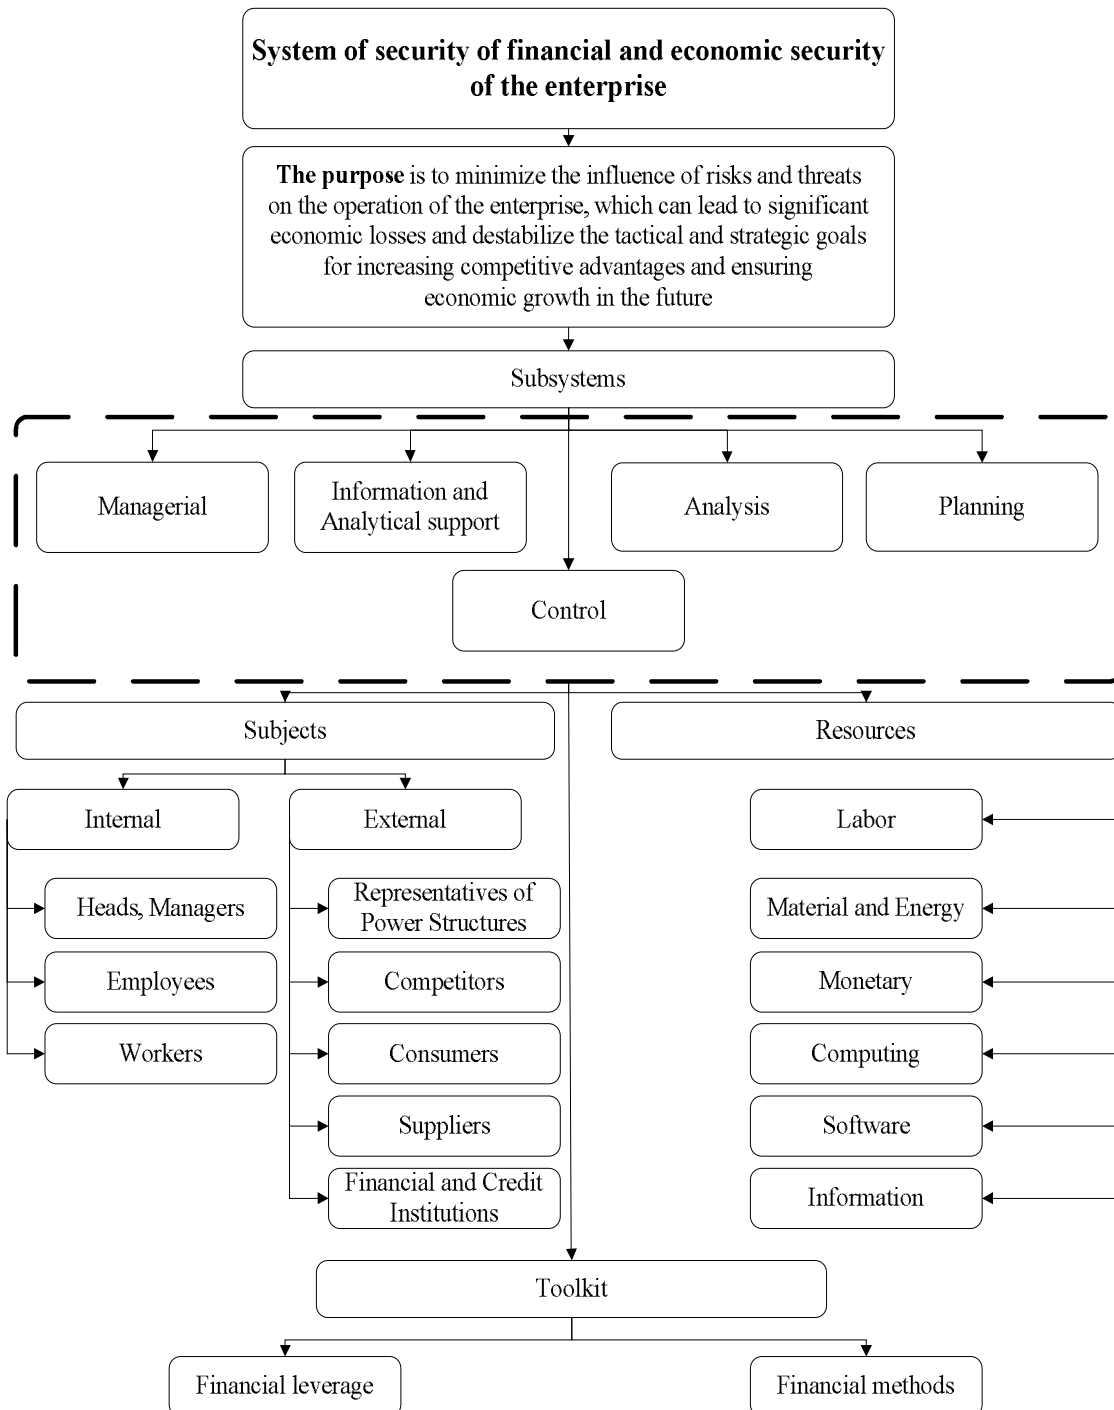 System of security of financial and economic security
of the enterprise
The purpose is to minimize the influence of risks and threats
on the operation of the enterprise, which can lead to significant
economic losses and destabilize the tactical and strategic goals
for increasing competitive advantages and ensuring
economic growth in the future
Subsystems
Managerial
Information and
Analytical support
Analysis
Planning
Control
Subjects
Resources
Internal
External
Labor
Heads, Managers
Representatives of
Power Structures
Material and Energy
Employees
Competitors
Monetary
Workers
Consumers
Computing
Suppliers
Software
Financial and Credit
Institutions
Information
Toolkit
Financial leverage
Financial methods